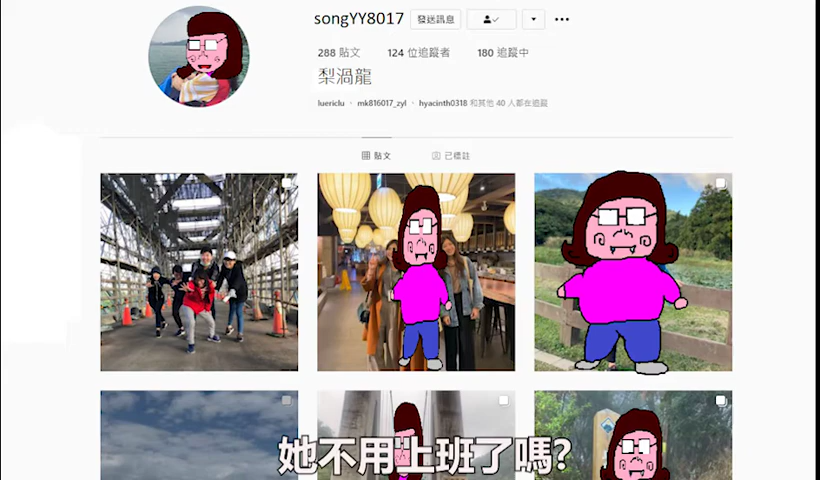 songYY8017 發送訊息
288 貼文 124 位追蹤者 180 追蹤中
梨渦龍
luericlu · mk816017_zyl · hyacinth0318 和其他 40 人都在追蹤
貼文 已標註
她不用上班了嗎?